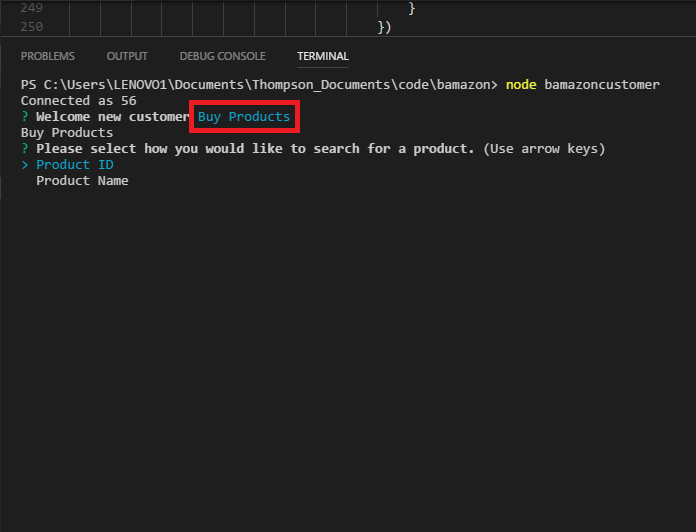 249 }
250 })
PROBLEMS OUTPUT DEBUG CONSOLE TERMINAL
PS C:\Users\LENOVO1\Documents\Thompson_Documents\code\bamazon> node bamazoncustomer
Connected as 56
? Welcome new customer Buy Products
Buy Products
? Please select how you would like to search for a product. (Use arrow keys)
> Product ID
Product Name